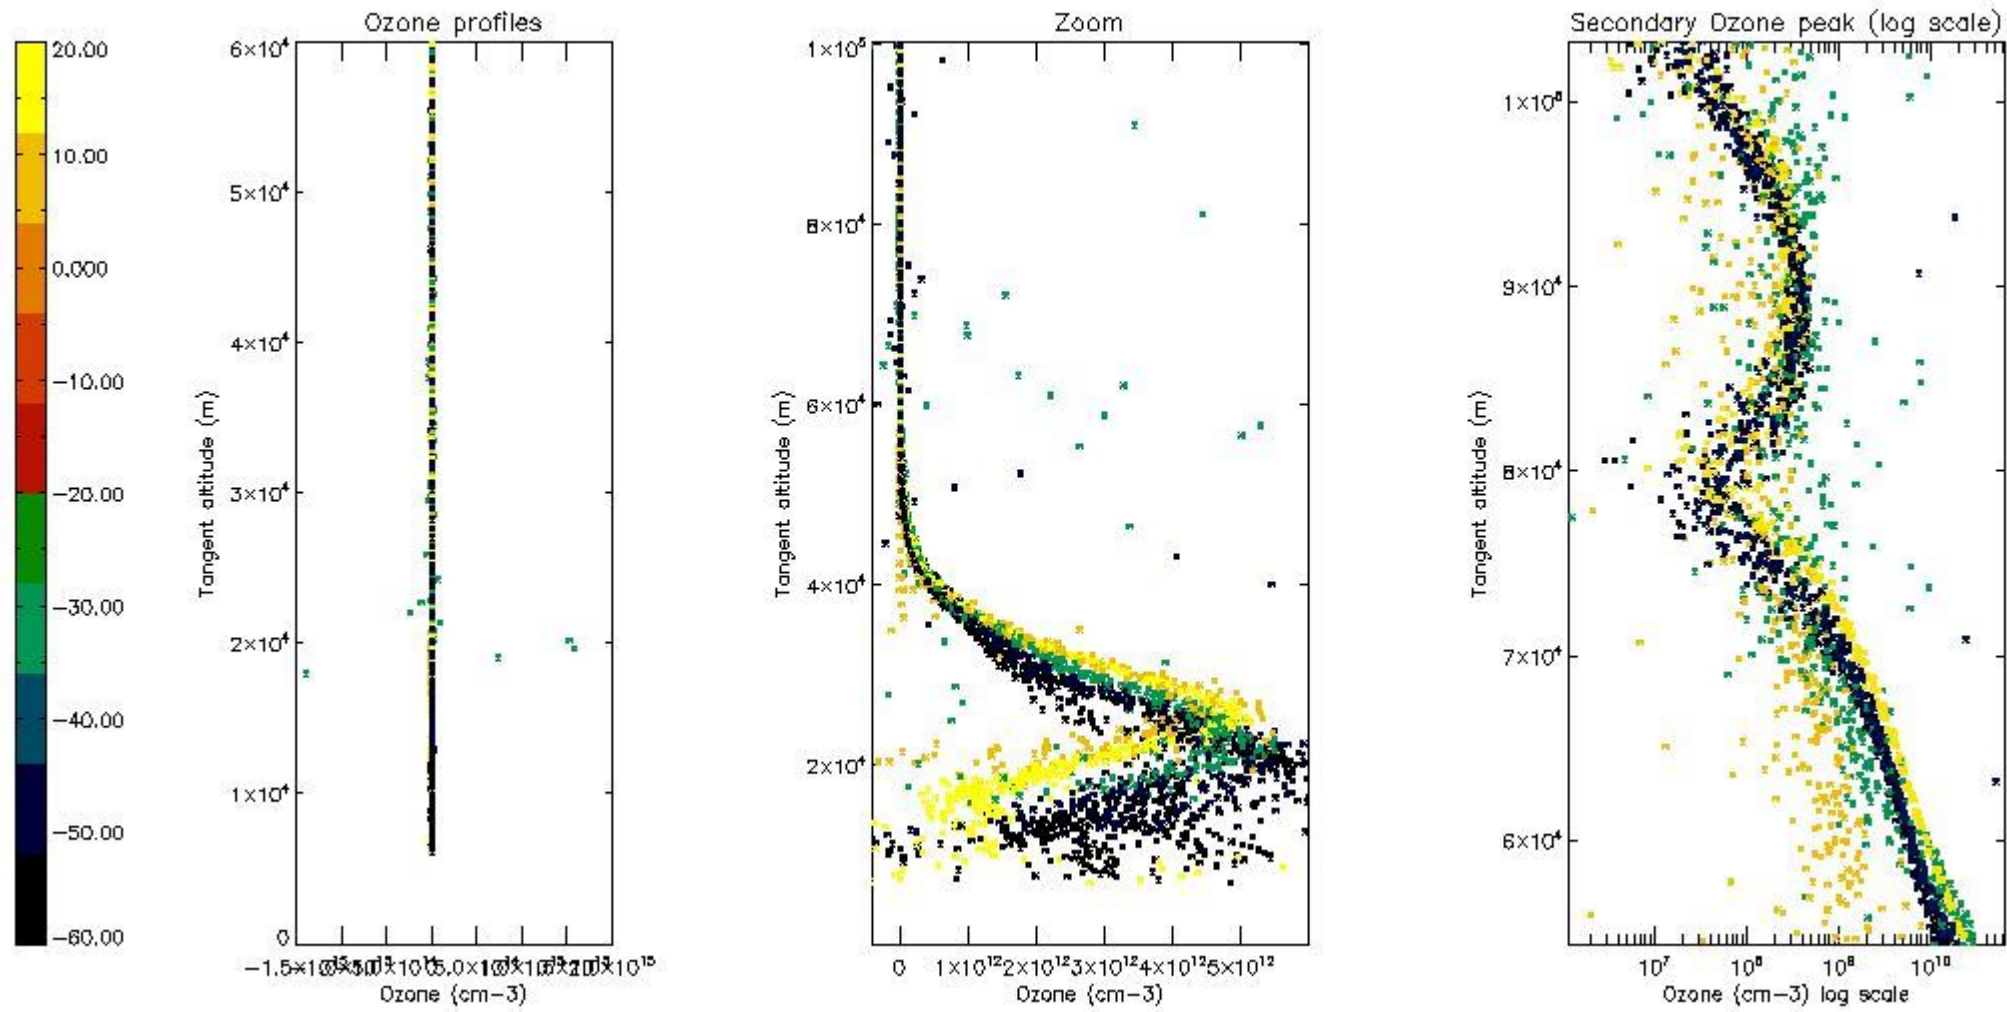 Ozone profiles
Zoom
Secondary Ozone peak (log scale)
20.00
10.00
0.000
−10.00
−20.00
−30.00
−40.00
−50.00
−60.00
6×10⁴
5×10⁴
4×10⁴
3×10⁴
2×10⁴
1×10⁴
0
Tangent altitude (m)
Ozone (cm−3)
1×10⁵
8×10⁴
6×10⁴
4×10⁴
2×10⁴
Tangent altitude (m)
0 1×10¹² 2×10¹² 3×10¹² 4×10¹² 5×10¹²
Ozone (cm−3)
1×10⁵
9×10⁴
8×10⁴
7×10⁴
6×10⁴
Tangent altitude (m)
10⁷ 10⁸ 10⁹ 10¹⁰
Ozone (cm−3) log scale